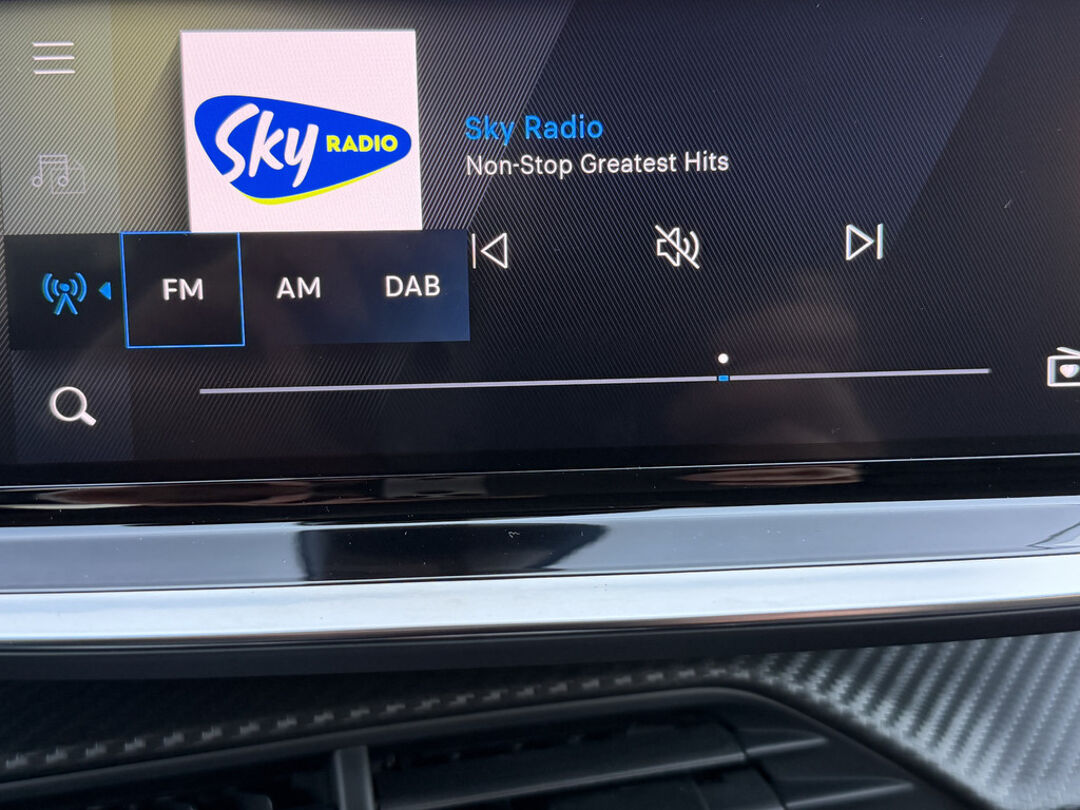 Sky RADIO
Sky Radio
Non-Stop Greatest Hits
FM AM DAB